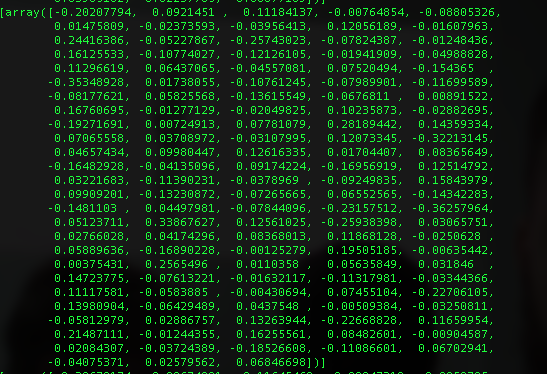 [array([-0.20207794, 0.0921451 , 0.11184137, -0.00764854, -0.08805326,
0.01475809, -0.02373593, -0.03956413, 0.12056189, -0.01607963,
0.24416386, -0.05227867, -0.25743023, -0.07824387, -0.01248436,
0.16125533, -0.10774027, -0.12126105, -0.01941909, -0.04988828,
0.11296619, 0.06437065, -0.04557081, 0.07520494, -0.154365 ,
-0.35348928, 0.01738055, -0.10761245, -0.07989901, -0.11699589,
-0.08177621, 0.05825568, -0.13615549, -0.0676811 , 0.00891522,
0.16760695, -0.01277129, -0.02049825, 0.10235873, -0.02882695,
-0.19271691, 0.00724913, 0.07781079, 0.28189442, 0.14359334,
0.07065558, 0.03708972, -0.03107995, 0.12073345, -0.32213145,
0.04657434, 0.09980447, 0.12616335, 0.01704407, 0.08365649,
-0.16482928, -0.04135096, 0.09174224, -0.16956919, 0.12514792,
0.03221683, -0.11390231, -0.0378969 , -0.09249835, 0.15843979,
0.09909201, -0.13230872, -0.07265665, 0.06552565, -0.14342283,
-0.1481103 , 0.04497981, -0.07844096, -0.23157512, -0.36257964,
0.05123711, 0.33867627, 0.12561025, -0.25938398, 0.03065751,
0.02766028, 0.04174296, 0.08368013, 0.11868128, -0.0250628 ,
0.05889636, -0.16890228, -0.00125279, 0.19505185, -0.00635442,
0.00375431, 0.2565496 , 0.0110358 , 0.05635849, 0.031846 ,
0.14723775, -0.07613221, -0.01632117, -0.11317981, -0.03344366,
0.11117581, -0.0583885 , -0.00430694, 0.07455104, -0.22706105,
0.13980904, -0.06429489, 0.0437548 , -0.00509384, -0.03250811,
-0.05812979, 0.02886757, 0.13263944, -0.22668828, 0.11659954,
0.21487111, -0.01244355, 0.16255561, 0.08482601, -0.00904587,
0.02084307, -0.03724389, -0.18526608, -0.11086601, 0.06702941,
-0.04075371, 0.02579562, 0.06846698])]